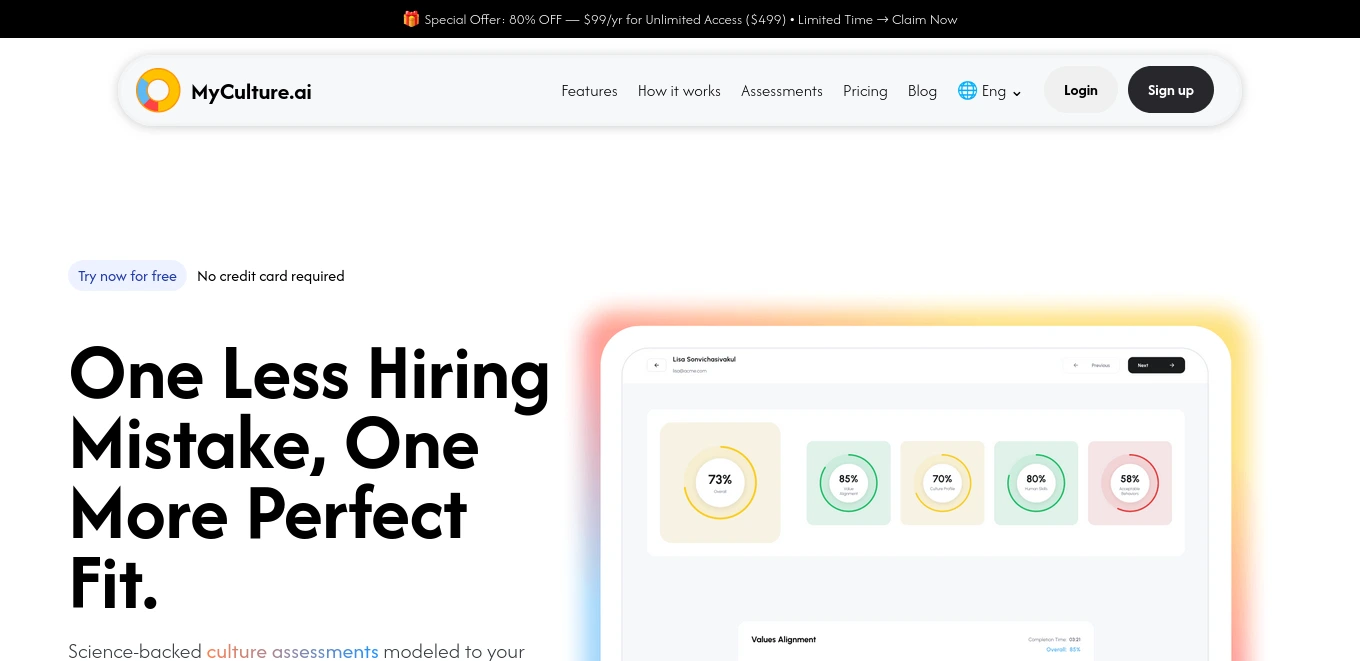 🎁 Special Offer: 80% OFF — $99/yr for Unlimited Access ($499) • Limited Time → Claim Now
MyCulture.ai
Features
How it works
Assessments
Pricing
Blog
🌐 Eng
Login
Sign up
Try now for free
No credit card required
One Less Hiring
Mistake, One
More Perfect
Fit.
Science-backed culture assessments modeled to your
Lisa Sonvichasivakul
lisa@acme.com
← Previous
Next →
73%
Overall
85%
Value
Alignment
70%
Culture Profile
80%
Human Skills
58%
Acceptable
Behaviors
Values Alignment
Completion Time: 03:21
Overall: 85%